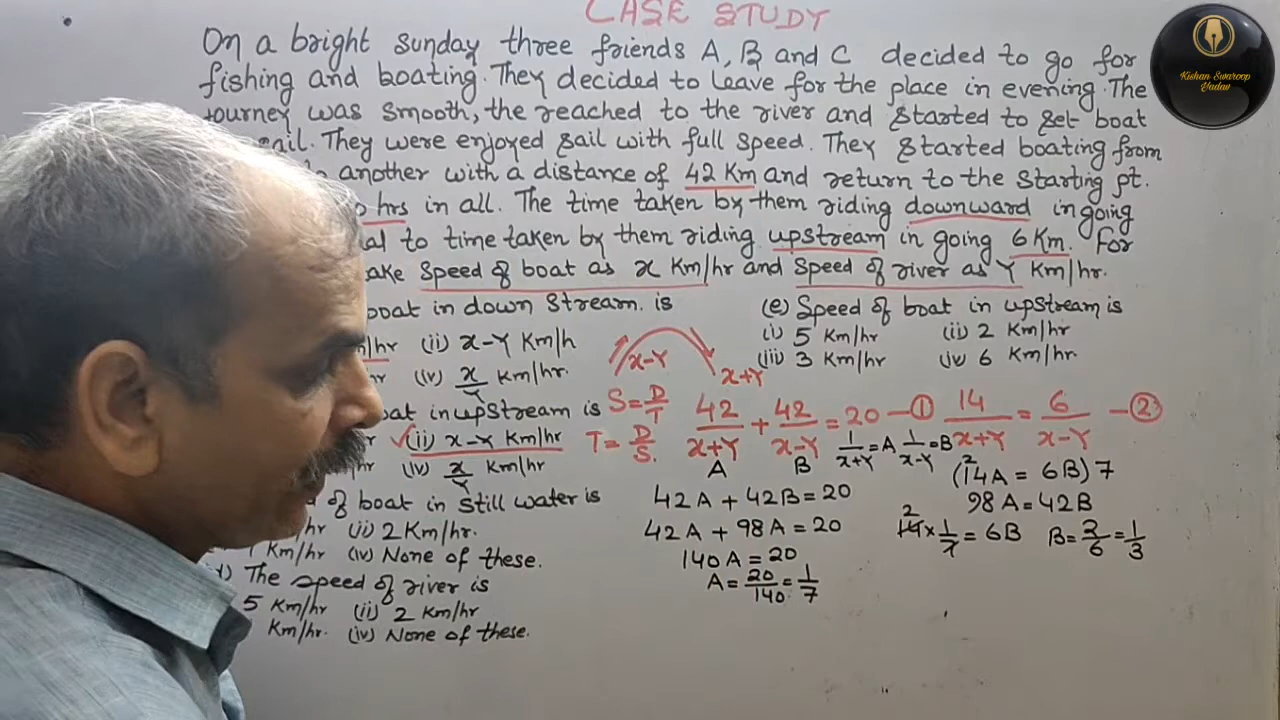 CASE STUDY
On a bright sunday three friends A, B and C decided to go for
fishing and boating. They decided to leave for the place in evening. The
journey was smooth, the reached to the river and started to set boat
sail. They were enjoyed sail with full speed. They started boating from
another with a distance of 42 Km and return to the starting pt.
hrs in all. The time taken by them riding downward in going
to time taken by them riding upstream in going 6 Km. For
speed of boat as x Km/hr and speed of river as Y Km/hr.
boat in down stream is
(ii) x-Y Km/h
(iv) x/Y Km/hr.
in upstream is
(ii) x-Y Km/hr
(iv) x/Y Km/hr
of boat in still water is
(ii) 2 Km/hr.
Km/hr (iv) None of these.
The speed of river is
5 Km/hr (ii) 2 Km/hr
Km/hr. (iv) None of these.
(e) Speed of boat in upstream is
(i) 5 Km/hr (ii) 2 Km/hr
(iii) 3 Km/hr (iv) 6 Km/hr.
x-Y
x+Y
S = D/T
T = D/S.
42/x+Y + 42/x-Y = 20 —①
14/x+Y = 6/x-Y —②
1/x+Y = A 1/x-Y = B
A B
42A + 42B = 20
42A + 98A = 20
140A = 20
A = 20/140 = 1/7
(14A = 6B) 7
98A = 42B
2
14 × 1/7 = 6B B = 2/6 = 1/3
Kishan Swaroop
Yadav